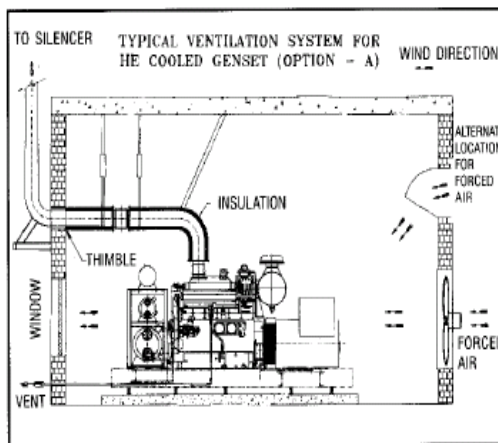 TO SILENCER
TYPICAL VENTILATION SYSTEM FOR
HE COOLED GENSET (OPTION - A)
WIND DIRECTION
ALTERNAT
LOCATION
FOR
FORCED
AIR
INSULATION
THIMBLE
WINDOW
FORCED
AIR
VENT